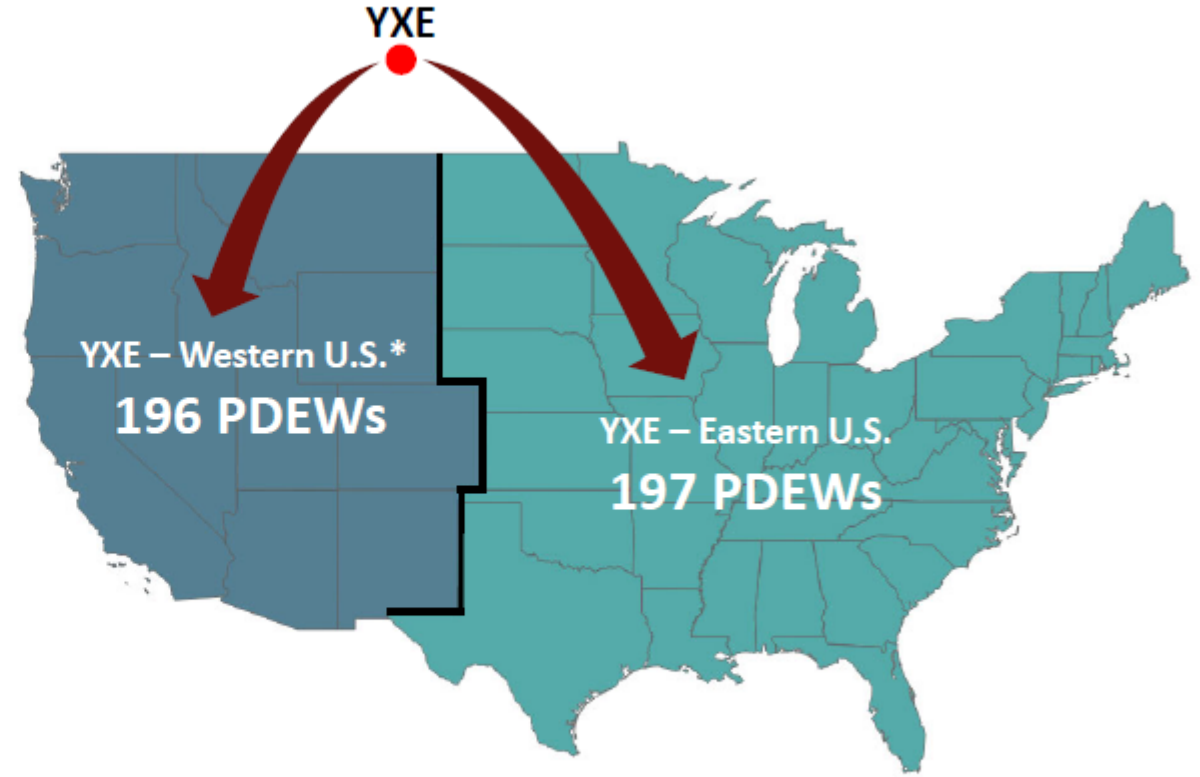 YXE
YXE – Western U.S.*
196 PDEWs
YXE – Eastern U.S.
197 PDEWs